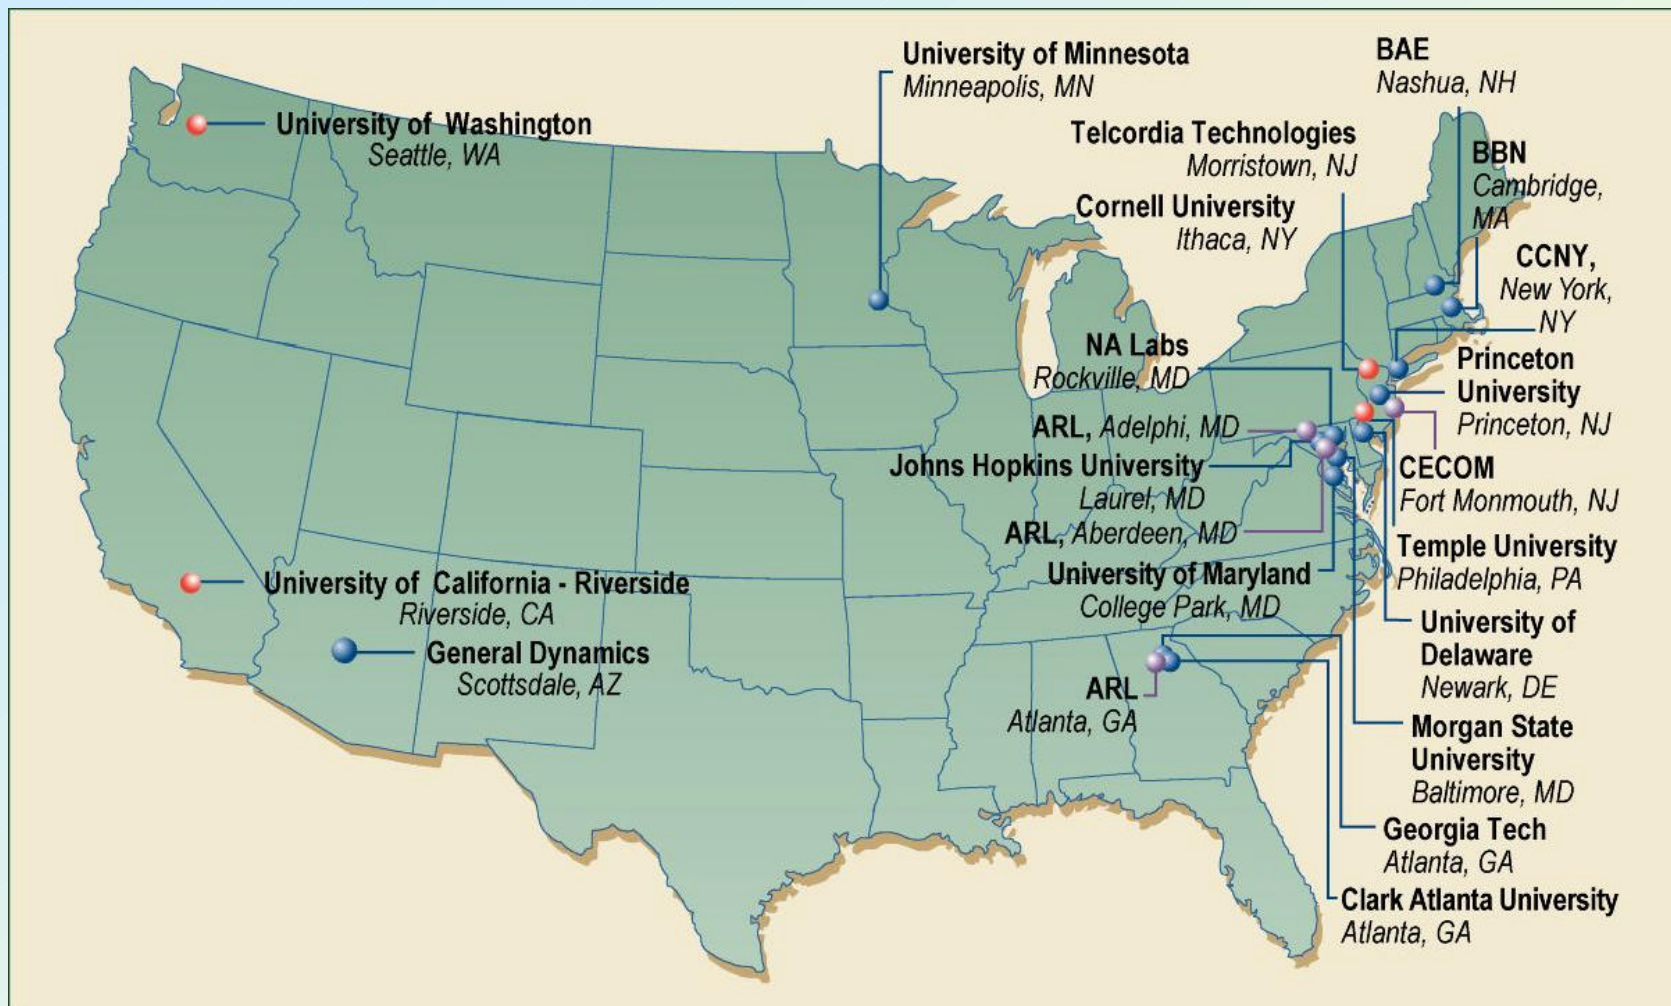 University of Minnesota
Minneapolis, MN
BAE
Nashua, NH
University of Washington
Seattle, WA
Telcordia Technologies
Morristown, NJ
BBN
Cambridge,
MA
Cornell University
Ithaca, NY
CCNY,
New York,
NY
NA Labs
Rockville, MD
Princeton
University
Princeton, NJ
ARL, Adelphi, MD
Johns Hopkins University
Laurel, MD
CECOM
Fort Monmouth, NJ
ARL, Aberdeen, MD
Temple University
Philadelphia, PA
University of Maryland
College Park, MD
University of California - Riverside
Riverside, CA
University of
Delaware
Newark, DE
General Dynamics
Scottsdale, AZ
ARL
Atlanta, GA
Morgan State
University
Baltimore, MD
Georgia Tech
Atlanta, GA
Clark Atlanta University
Atlanta, GA